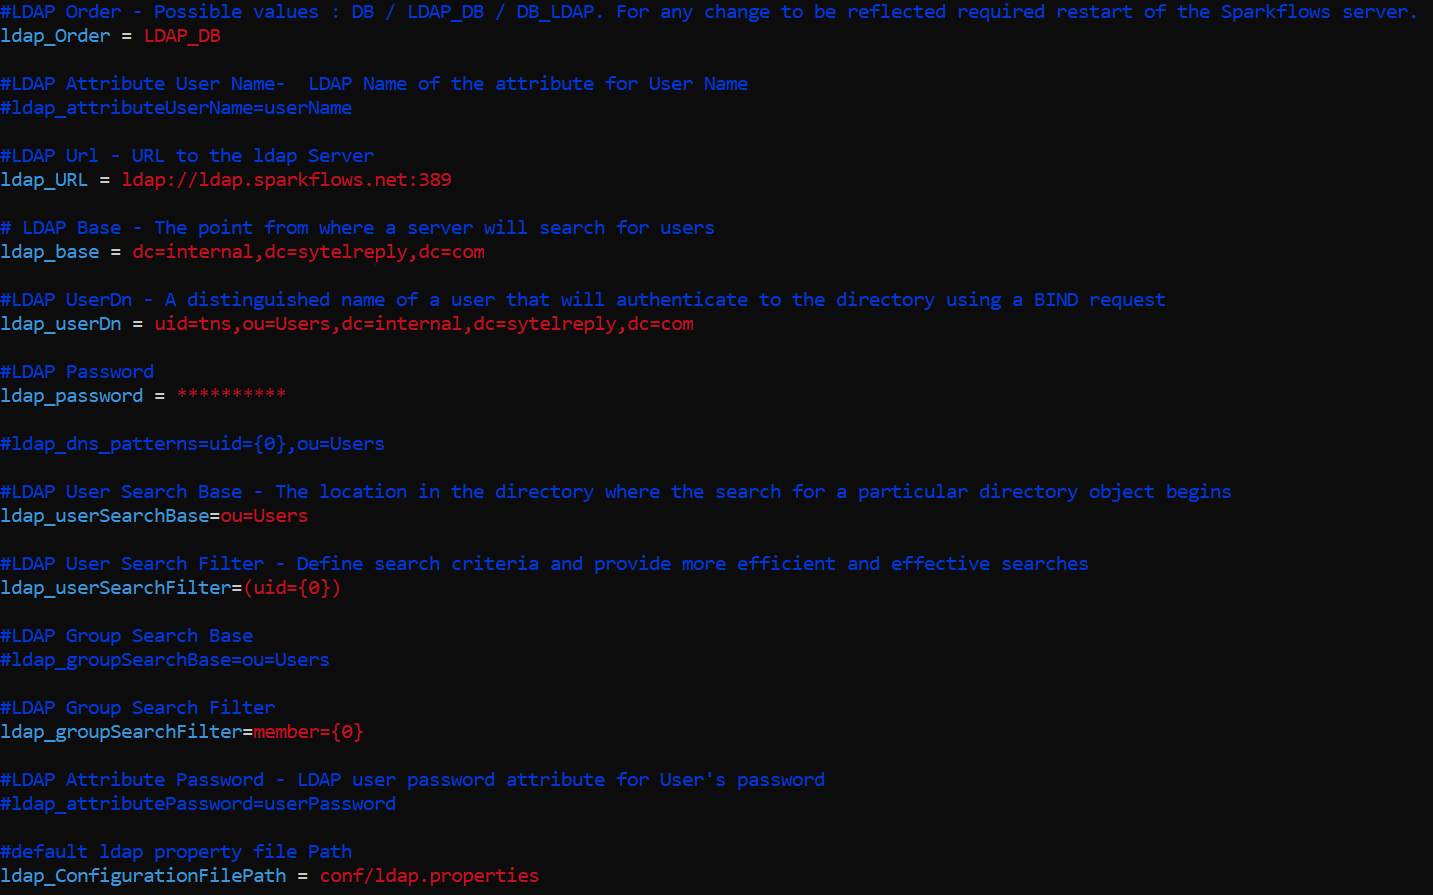 #LDAP Order - Possible values : DB / LDAP_DB / DB_LDAP. For any change to be reflected required restart of the Sparkflows server.
ldap_Order = LDAP_DB
#LDAP Attribute User Name-  LDAP Name of the attribute for User Name
#ldap_attributeUserName=userName
#LDAP Url - URL to the ldap Server
ldap_URL = ldap://ldap.sparkflows.net:389
# LDAP Base - The point from where a server will search for users
ldap_base = dc=internal,dc=sytelreply,dc=com
#LDAP UserDn - A distinguished name of a user that will authenticate to the directory using a BIND request
ldap_userDn = uid=tns,ou=Users,dc=internal,dc=sytelreply,dc=com
#LDAP Password
ldap_password = **********
#ldap_dns_patterns=uid={0},ou=Users
#LDAP User Search Base - The location in the directory where the search for a particular directory object begins
ldap_userSearchBase=ou=Users
#LDAP User Search Filter - Define search criteria and provide more efficient and effective searches
ldap_userSearchFilter=(uid={0})
#LDAP Group Search Base
#ldap_groupSearchBase=ou=Users
#LDAP Group Search Filter
ldap_groupSearchFilter=member={0}
#LDAP Attribute Password - LDAP user password attribute for User's password
#ldap_attributePassword=userPassword
#default ldap property file Path
ldap_ConfigurationFilePath = conf/ldap.properties